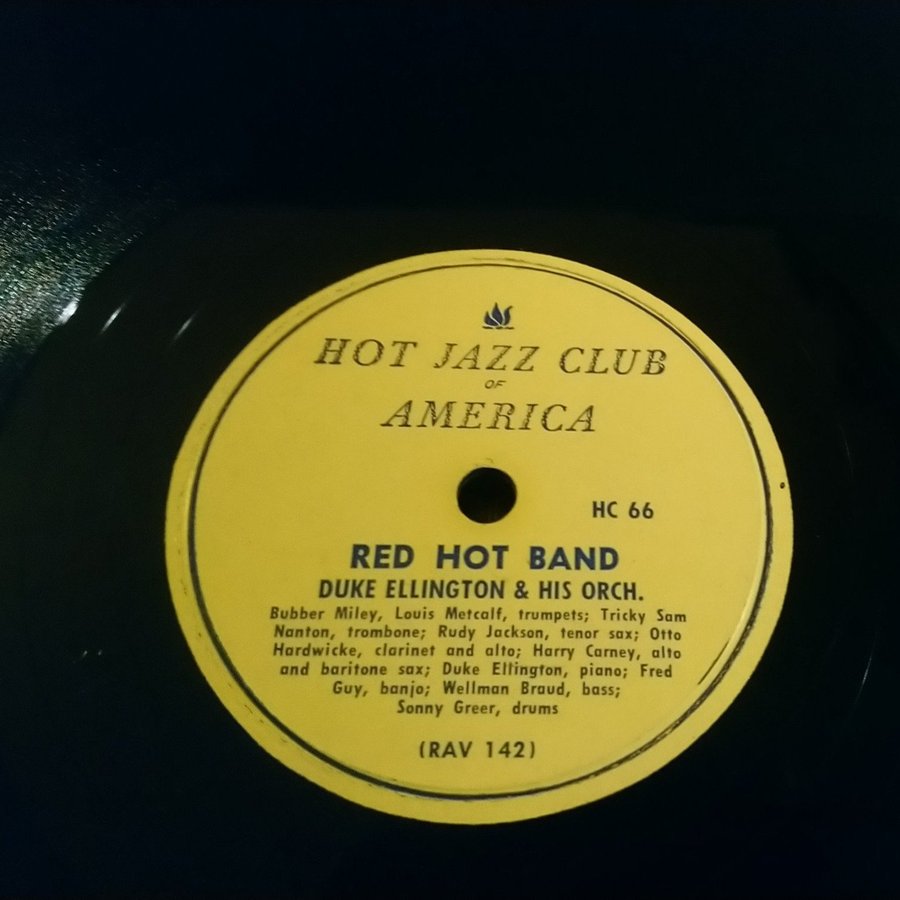 HOT JAZZ CLUB
OF
AMERICA
HC 66
RED HOT BAND
DUKE ELLINGTON & HIS ORCH.
Bubber Miley, Louis Metcalf, trumpets; Tricky Sam
Nanton, trombone; Rudy Jackson, tenor sax; Otto
Hardwicke, clarinet and alto; Harry Carney, alto
and baritone sax; Duke Ellington, piano; Fred
Guy, banjo; Wellman Braud, bass;
Sonny Greer, drums
(RAV 142)